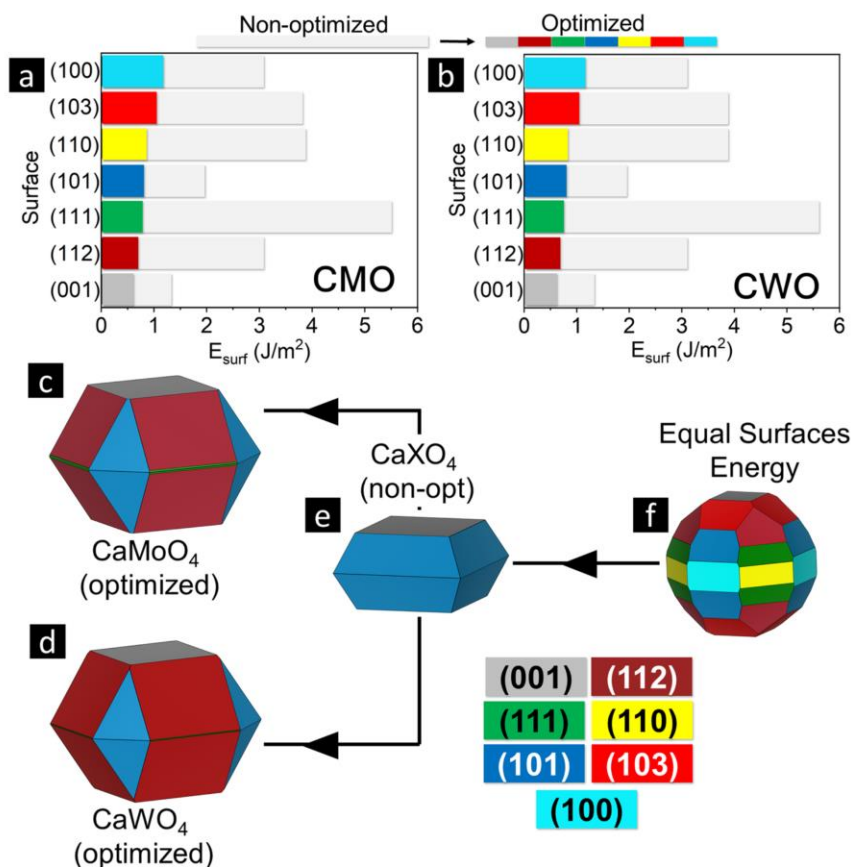 Non-optimized
Optimized
a
(100)
(103)
(110)
(101)
(111)
(112)
(001)
Surface
CMO
0 1 2 3 4 5 6
E_surf (J/m²)
b
(100)
(103)
(110)
(101)
(111)
(112)
(001)
Surface
CWO
0 1 2 3 4 5 6
E_surf (J/m²)
c
CaMoO₄
(optimized)
CaXO₄
(non-opt)
e
Equal Surfaces
Energy
f
d
CaWO₄
(optimized)
(001) (112)
(111) (110)
(101) (103)
(100)